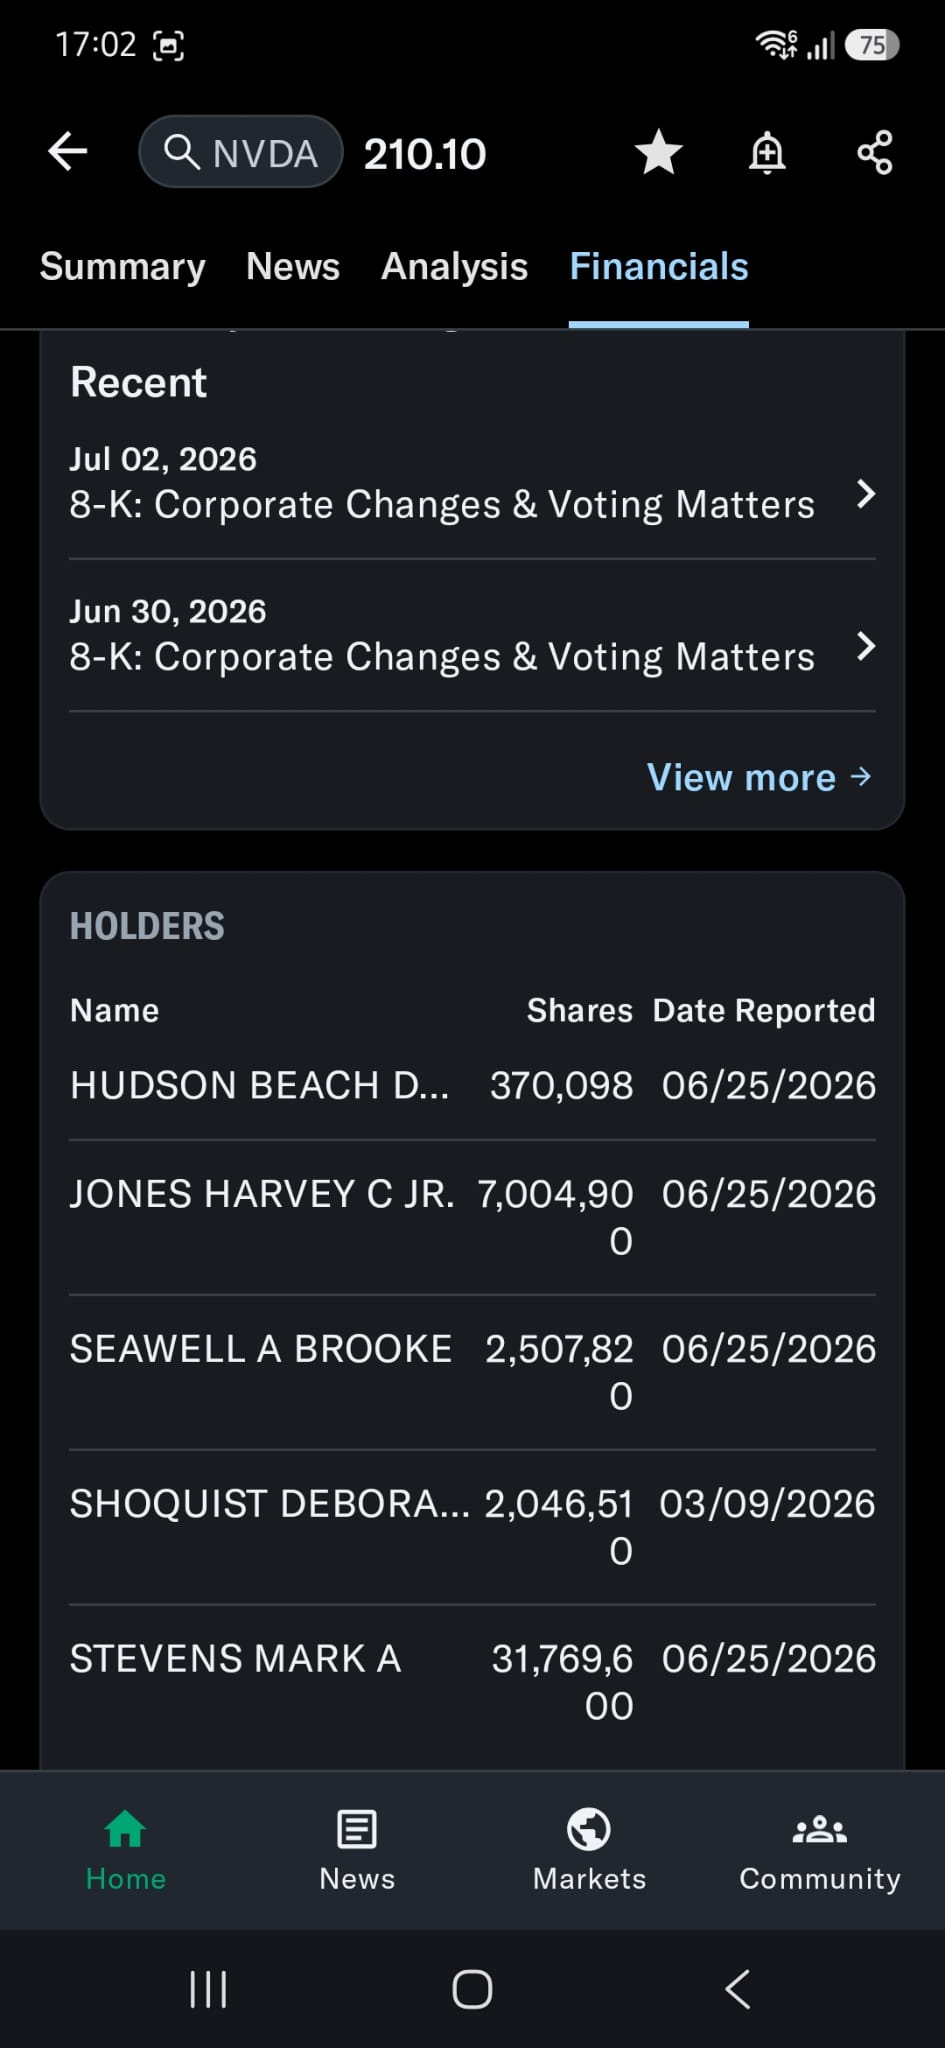 17:02
6
75
NVDA 210.10
Summary News Analysis Financials
Recent
Jul 02, 2026
8-K: Corporate Changes & Voting Matters
Jun 30, 2026
8-K: Corporate Changes & Voting Matters
View more
HOLDERS
Name Shares Date Reported
HUDSON BEACH D... 370,098 06/25/2026
JONES HARVEY C JR. 7,004,90 06/25/2026
0
SEAWELL A BROOKE 2,507,82 06/25/2026
0
SHOQUIST DEBORA... 2,046,51 03/09/2026
0
STEVENS MARK A 31,769,6 06/25/2026
00
Home News Markets Community